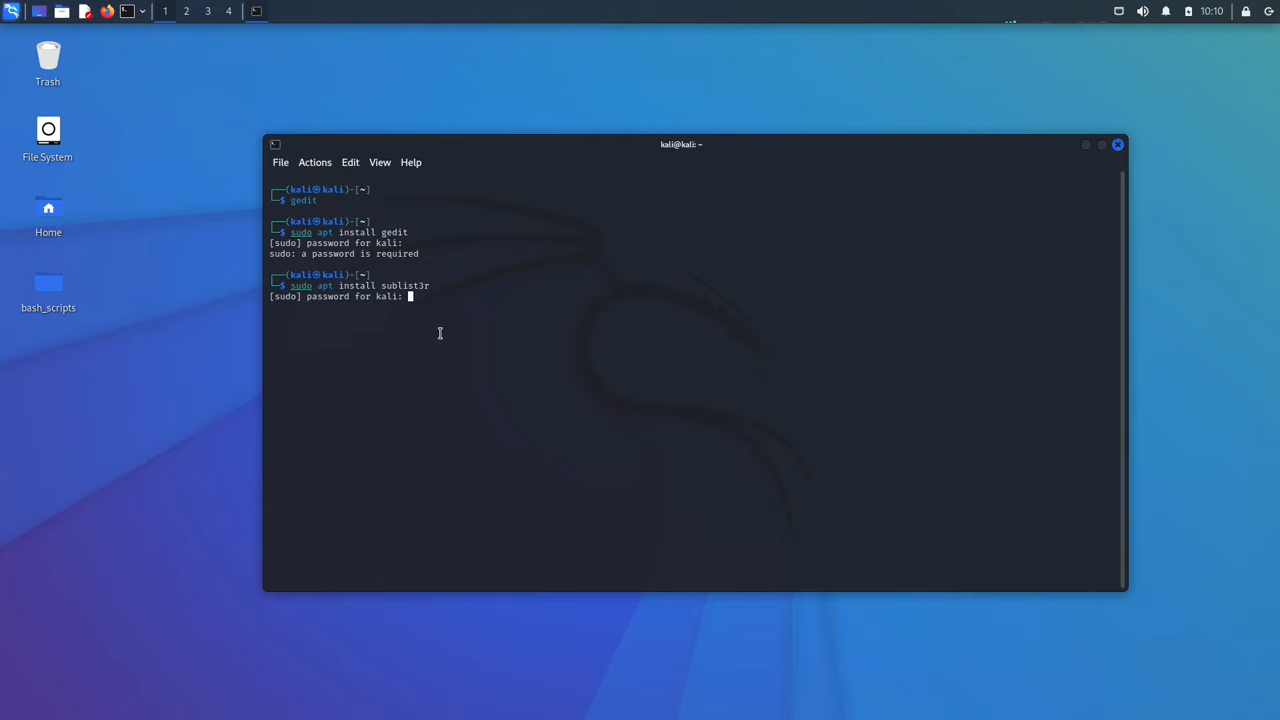 1 2 3 4 10:10
Trash
File System
Home
bash_scripts
kali@kali: ~
File Actions Edit View Help
┌──(kali㉿kali)-[~]
└─$ gedit
┌──(kali㉿kali)-[~]
└─$ sudo apt install gedit
[sudo] password for kali:
sudo: a password is required
┌──(kali㉿kali)-[~]
└─$ sudo apt install sublist3r
[sudo] password for kali: